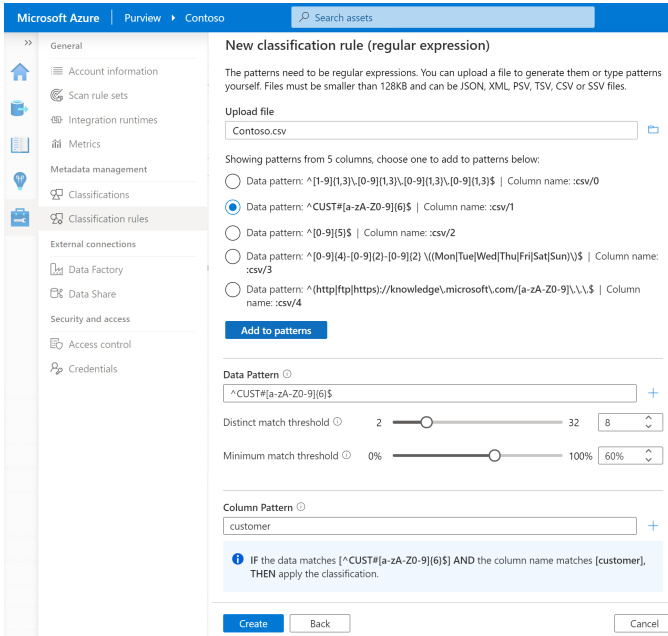 Microsoft Azure | Purview ▸ Contoso
Search assets
»
General
Account information
Scan rule sets
Integration runtimes
Metrics
Metadata management
Classifications
Classification rules
External connections
Data Factory
Data Share
Security and access
Access control
Credentials
New classification rule (regular expression)
The patterns need to be regular expressions. You can upload a file to generate them or type patterns
yourself. Files must be smaller than 128KB and can be JSON, XML, PSV, TSV, CSV or SSV files.
Upload file
Contoso.csv
Showing patterns from 5 columns, choose one to add to patterns below:
Data pattern: ^[1-9]{1,3}\.[0-9]{1,3}\.[0-9]{1,3}\.[0-9]{1,3}$ | Column name: :csv/0
Data pattern: ^CUST#[a-zA-Z0-9]{6}$ | Column name: :csv/1
Data pattern: ^[0-9]{5}$ | Column name: :csv/2
Data pattern: ^[0-9]{4}-[0-9]{2}-[0-9]{2} \((Mon|Tue|Wed|Thu|Fri|Sat|Sun)\)$ | Column name:
:csv/3
Data pattern: ^(http|ftp|https)://knowledge\.microsoft\.com/[a-zA-Z0-9]\.\.\.$ | Column
name: :csv/4
Add to patterns
Data Pattern
^CUST#[a-zA-Z0-9]{6}$
Distinct match threshold 2 32 8
Minimum match threshold 0% 100% 60%
Column Pattern
customer
IF the data matches [^CUST#[a-zA-Z0-9]{6}$] AND the column name matches [customer],
THEN apply the classification.
Create
Back
Cancel